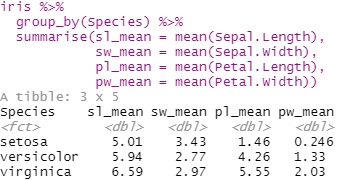 iris %>%
  group_by(Species) %>%
  summarise(sl_mean = mean(Sepal.Length),
            sw_mean = mean(Sepal.Width),
            pl_mean = mean(Petal.Length),
            pw_mean = mean(Petal.Width))
A tibble: 3 x 5
Species    sl_mean sw_mean pl_mean pw_mean
<fct>        <dbl>   <dbl>   <dbl>   <dbl>
setosa        5.01    3.43    1.46   0.246
versicolor    5.94    2.77    4.26   1.33
virginica     6.59    2.97    5.55   2.03